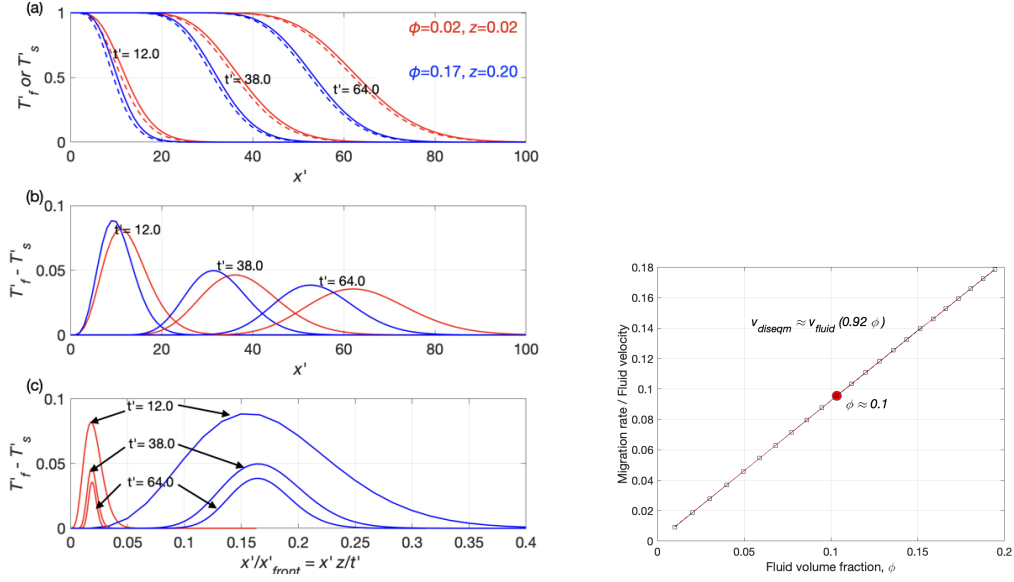 (a)
1
0.5
0
T'f or T's
ϕ=0.02, z=0.02
ϕ=0.17, z=0.20
t'= 12.0
t'= 38.0
t'= 64.0
0 20 40 60 80 100
x'
(b)
0.1
0.05
0
T'f - T's
t'= 12.0
t'= 38.0
t'= 64.0
0 20 40 60 80 100
x'
(c)
0.1
0.05
0
T'f - T's
t'= 12.0
t'= 38.0
t'= 64.0
0 0.05 0.1 0.15 0.2 0.25 0.3 0.35 0.4
x'/x'front = x' z/t'
0.18
0.16
0.14
0.12
0.1
0.08
0.06
0.04
0.02
0
Migration rate / Fluid velocity
vdiseqm ≈ vfluid (0.92 ϕ)
ϕ ≈ 0.1
0 0.05 0.1 0.15 0.2
Fluid volume fraction, ϕ